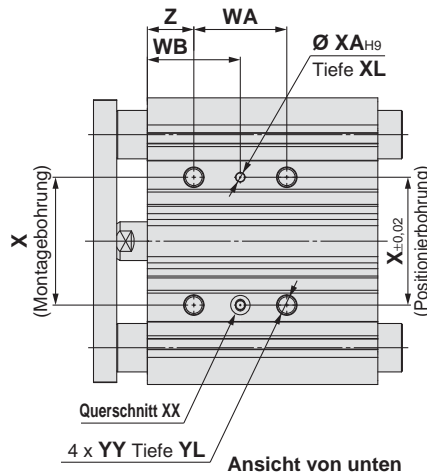 Z WA
WB
Ø XAH9
Tiefe XL
X
(Montagebohrung)
X±0,02
(Positionierbohrung)
Querschnitt XX
4 x YY Tiefe YL
Ansicht von unten